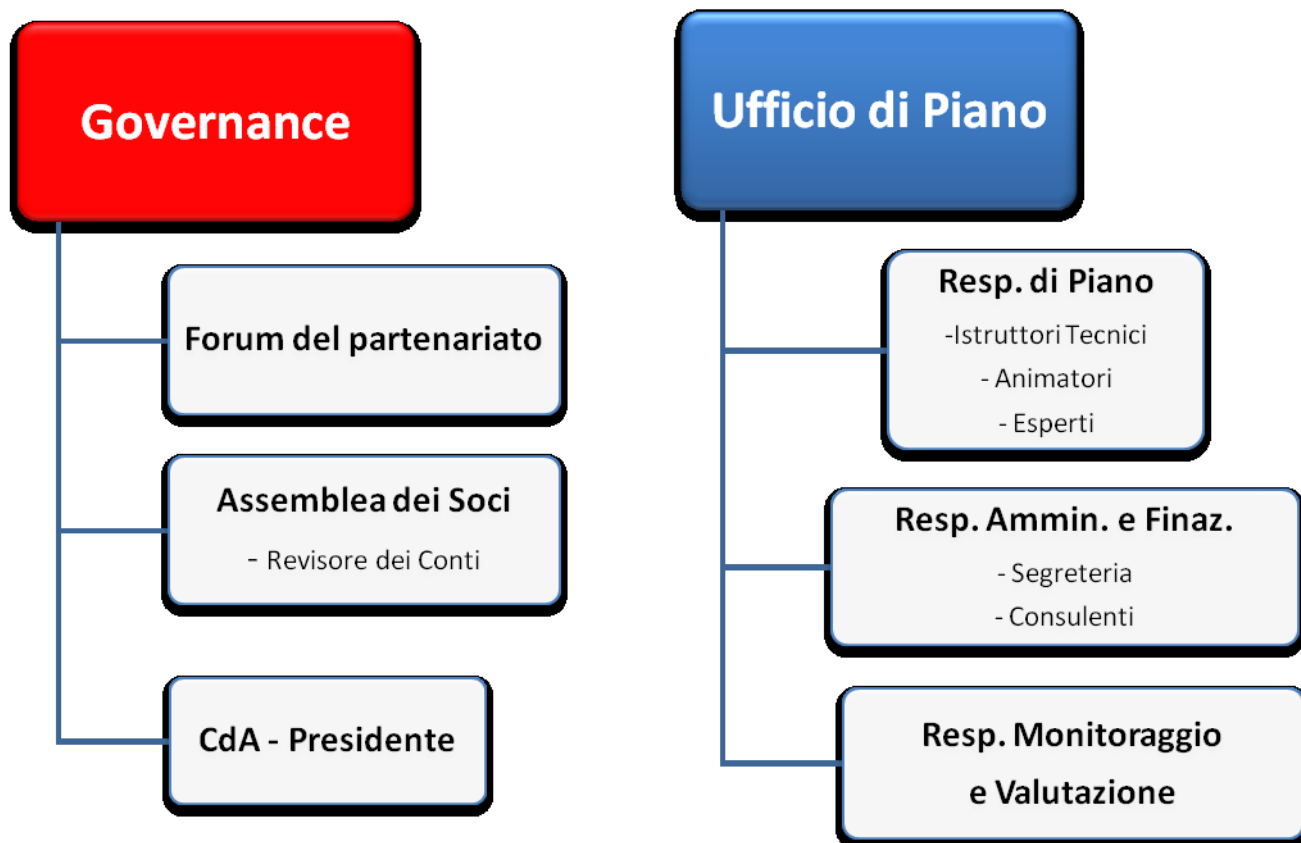 Governance
Forum del partenariato
Assemblea dei Soci
- Revisore dei Conti
CdA - Presidente
Ufficio di Piano
Resp. di Piano
-Istruttori Tecnici
- Animatori
- Esperti
Resp. Ammin. e Finaz.
- Segreteria
- Consulenti
Resp. Monitoraggio
e Valutazione